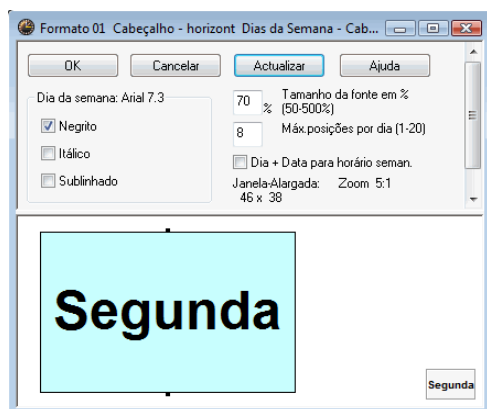 Formato 01 Cabeçalho - horizont Dias da Semana - Cab...
OK Cancelar Actualizar Ajuda
Dia da semana: Arial 7.3
Negrito
Itálico
Sublinhado
70 % Tamanho da fonte em %
(50-500%)
8 Máx.posições por dia (1-20)
Dia + Data para horário seman.
Janela-Alargada: Zoom 5:1
46 x 38
Segunda
Segunda